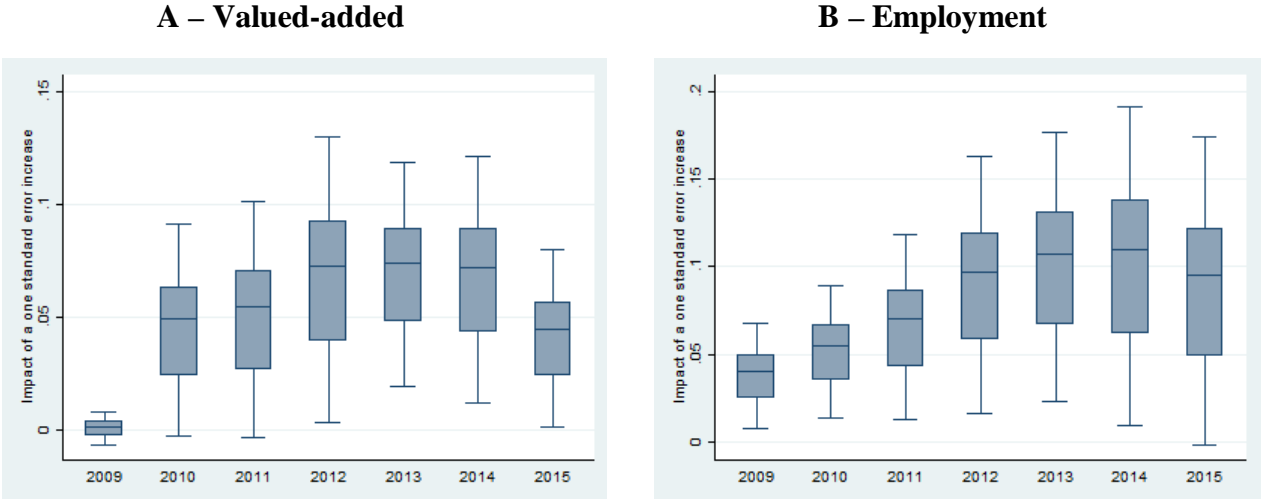 A – Valued-added
B – Employment
Impact of a one standard error increase
.15
.1
.05
0
2009 2010 2011 2012 2013 2014 2015
Impact of a one standard error increase
.2
.15
.1
.05
0
2009 2010 2011 2012 2013 2014 2015